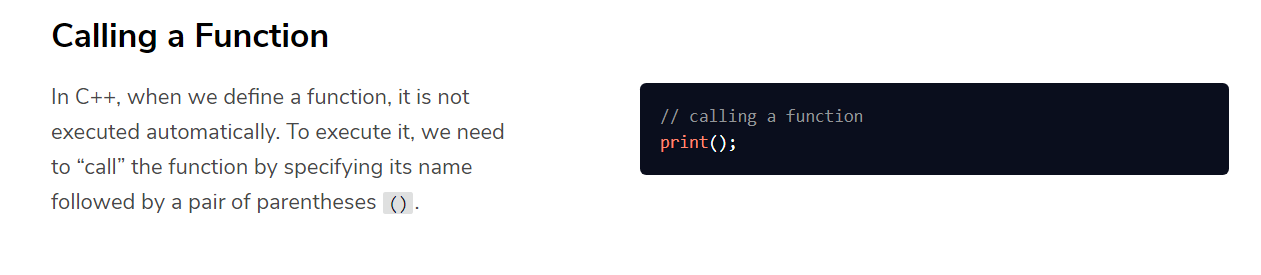 Calling a Function
In C++, when we define a function, it is not
executed automatically. To execute it, we need
to “call” the function by specifying its name
followed by a pair of parentheses ().
// calling a function
print();